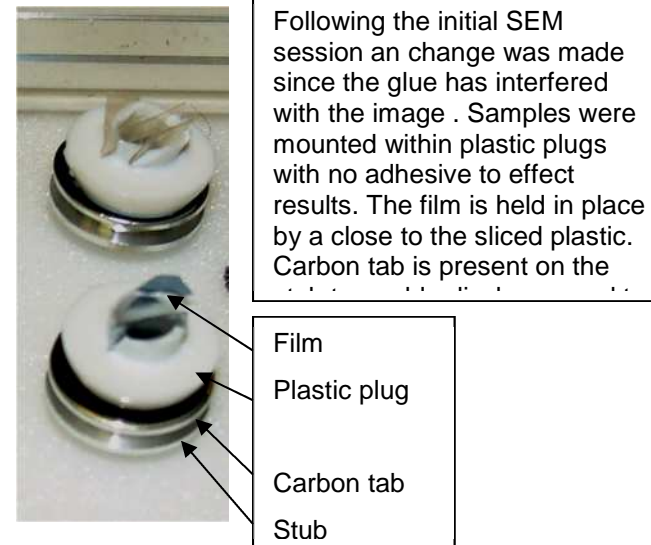 Following the initial SEM
session an change was made
since the glue has interfered
with the image . Samples were
mounted within plastic plugs
with no adhesive to effect
results. The film is held in place
by a close to the sliced plastic.
Carbon tab is present on the
Film
Plastic plug
Carbon tab
Stub